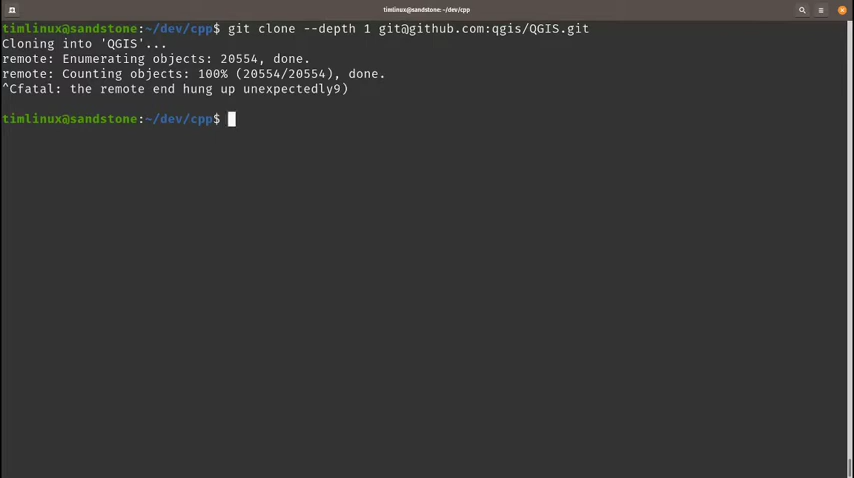 timlinux@sandstone: ~/dev/cpp
timlinux@sandstone:~/dev/cpp$ git clone --depth 1 git@github.com:qgis/QGIS.git
Cloning into 'QGIS'...
remote: Enumerating objects: 20554, done.
remote: Counting objects: 100% (20554/20554), done.
^Cfatal: the remote end hung up unexpectedly9)
timlinux@sandstone:~/dev/cpp$